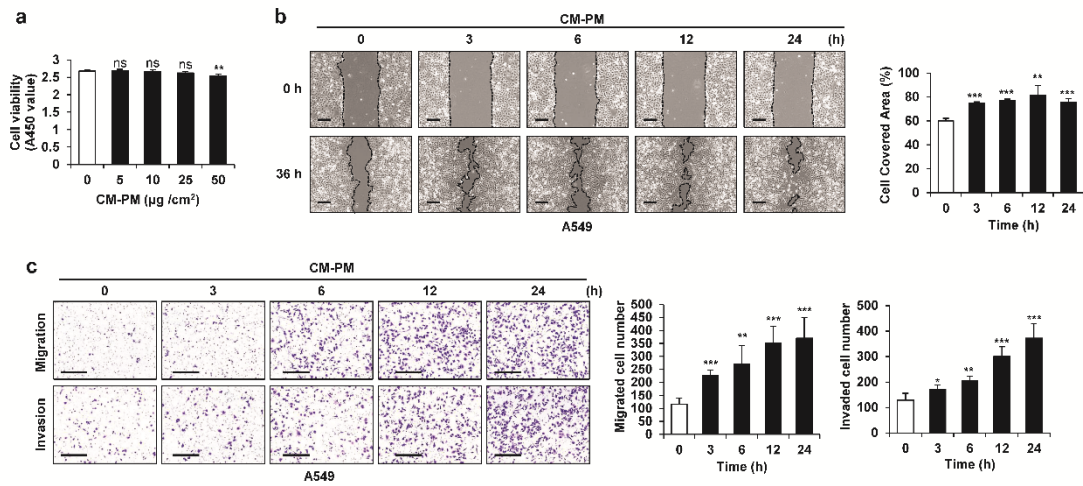 a
Cell viability
(A450 value)
3
2.5
2
1.5
1
0.5
0
ns
ns
ns
**
0 5 10 25 50
CM-PM (µg /cm²)
b
CM-PM
0 3 6 12 24 (h)
0 h
36 h
A549
Cell Covered Area (%)
100
80
60
40
20
0
***
***
**
***
0 3 6 12 24
Time (h)
c
CM-PM
0 3 6 12 24 (h)
Migration
Invasion
A549
Migrated cell number
500
450
400
350
300
250
200
150
100
50
0
***
**
***
***
0 3 6 12 24
Time (h)
Invaded cell number
500
400
300
200
100
0
*
**
***
***
0 3 6 12 24
Time (h)